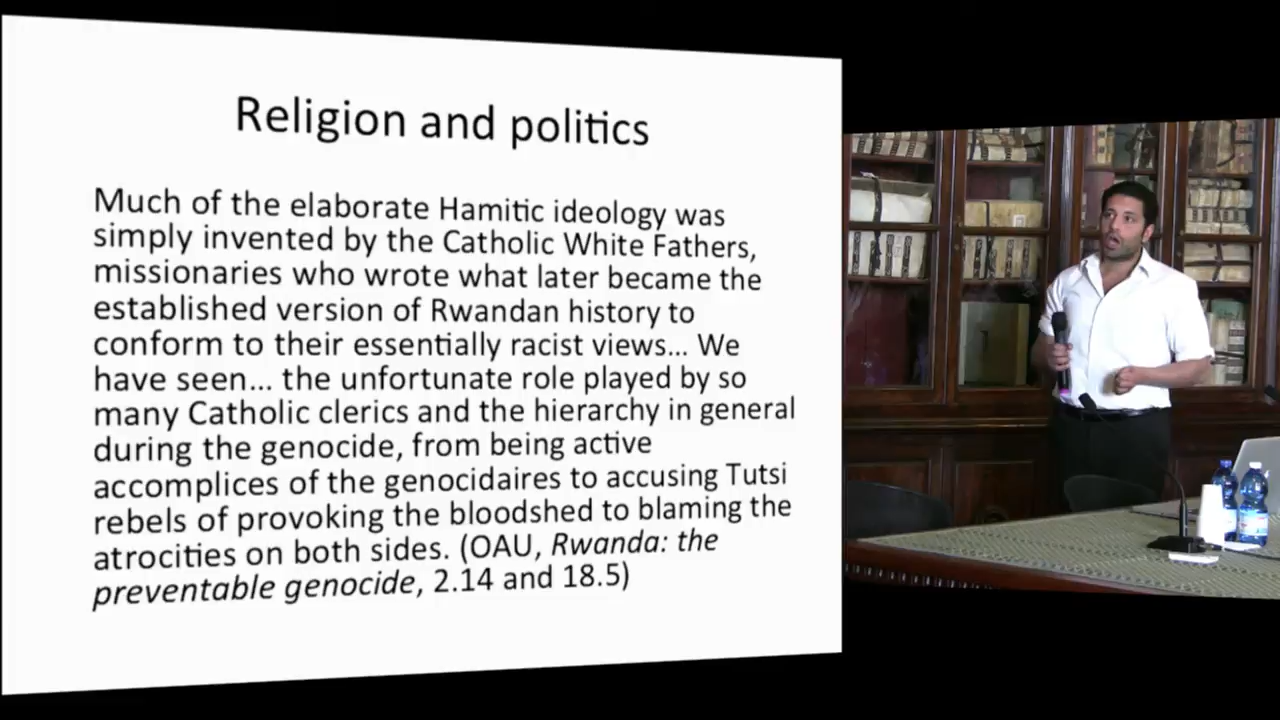 Religion and politics
Much of the elaborate Hamitic ideology was
simply invented by the Catholic White Fathers,
missionaries who wrote what later became the
established version of Rwandan history to
conform to their essentially racist views... We
have seen... the unfortunate role played by so
many Catholic clerics and the hierarchy in general
during the genocide, from being active
accomplices of the genocidaires to accusing Tutsi
rebels of provoking the bloodshed to blaming the
atrocities on both sides. (OAU, Rwanda: the
preventable genocide, 2.14 and 18.5)